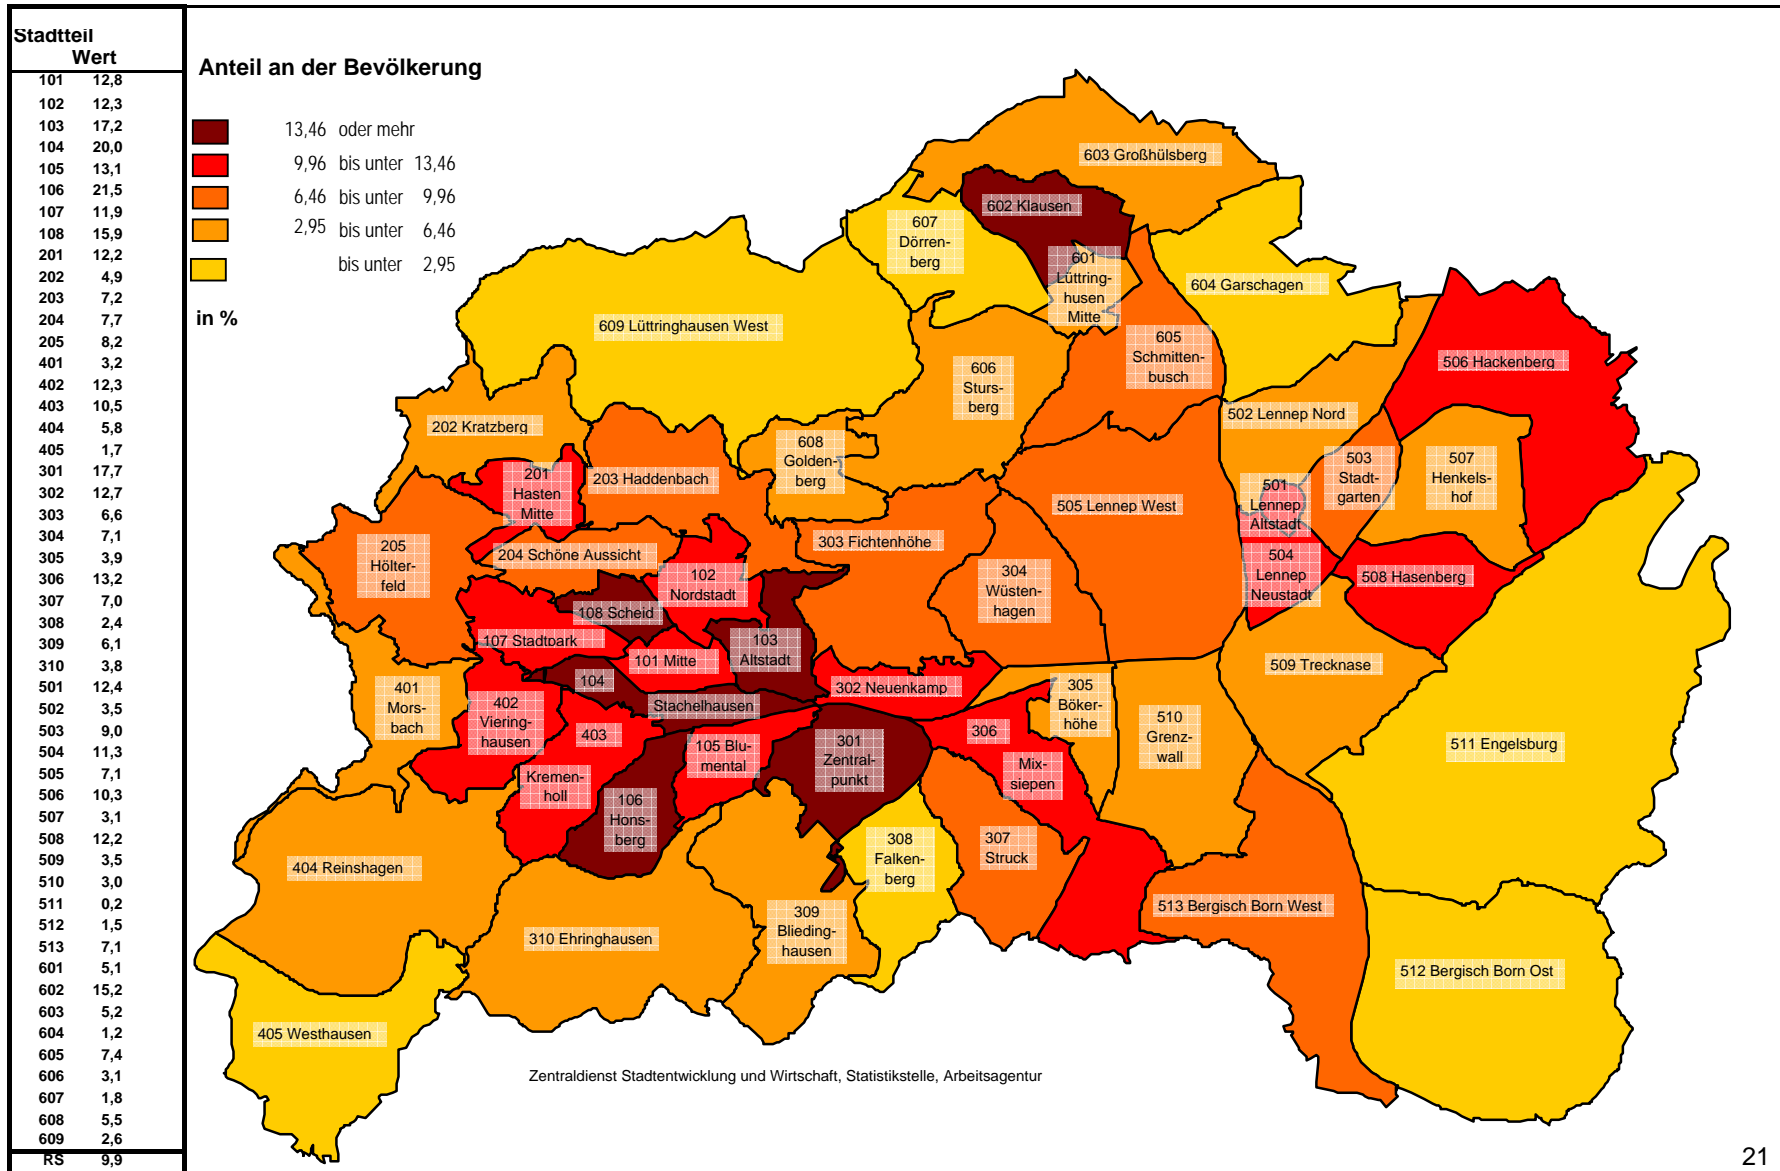 Stadtteil
Wert
101 12,8
102 12,3
103 17,2
104 20,0
105 13,1
106 21,5
107 11,9
108 15,9
201 12,2
202 4,9
203 7,2
204 7,7
205 8,2
401 3,2
402 12,3
403 10,5
404 5,8
405 1,7
301 17,7
302 12,7
303 6,6
304 7,1
305 3,9
306 13,2
307 7,0
308 2,4
309 6,1
310 3,8
501 12,4
502 3,5
503 9,0
504 11,3
505 7,1
506 10,3
507 3,1
508 12,2
509 3,5
510 3,0
511 0,2
512 1,5
513 7,1
601 5,1
602 15,2
603 5,2
604 1,2
605 7,4
606 3,1
607 1,8
608 5,5
609 2,6
RS 9,9
Anteil an der Bevölkerung
13,46 oder mehr
9,96 bis unter 13,46
6,46 bis unter 9,96
2,95 bis unter 6,46
bis unter 2,95
in %
603 Großhülsberg
602 Klausen
607
Dörren-
berg
601
Lüttring-
husen
Mitte
604 Garschagen
609 Lüttringhausen West
605
Schmitten-
busch
506 Hackenberg
606
Sturs-
berg
502 Lennep Nord
202 Kratzberg
608
Golden-
berg
503
Stadt-
garten
507
Henkels-
hof
201
Hasten
Mitte
203 Haddenbach
501
Lennep
Altstadt
505 Lennep West
205
Hölter-
feld
204 Schöne Aussicht
303 Fichtenhöhe
504
Lennep
Neustadt
508 Hasenberg
102
Nordstadt
304
Wüsten-
hagen
108 Scheid
107 Stadtpark
103
Altstadt
101 Mitte
509 Trecknase
104
Stachelhausen
302 Neuenkamp
305
Böker-
höhe
401
Mors-
bach
402
Viering-
hausen
403
Kremen-
holl
105 Blu-
mental
301
Zentral-
punkt
306
Mix-
siepen
510
Grenz-
wall
511 Engelsburg
106
Hons-
berg
308
Falken-
berg
307
Struck
404 Reinshagen
309
Blieding-
hausen
513 Bergisch Born West
310 Ehringhausen
512 Bergisch Born Ost
405 Westhausen
Zentraldienst Stadtentwicklung und Wirtschaft, Statistikstelle, Arbeitsagentur
21